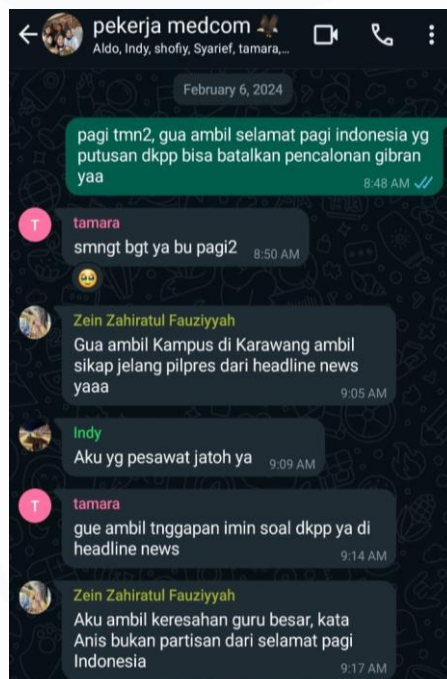 pekerja medcom 🦅
Aldo, Indy, shofiy, Syarief, tamara,...
February 6, 2024
pagi tmn2, gua ambil selamat pagi indonesia yg
putusan dkpp bisa batalkan pencalonan gibran
yaa
8:48 AM
T
tamara
smngt bgt ya bu pagi2
8:50 AM
🥹
Zein Zahiratul Fauziyyah
Gua ambil Kampus di Karawang ambil
sikap jelang pilpres dari headline news
yaaa
9:05 AM
Indy
Aku yg pesawat jatoh ya
9:09 AM
T
tamara
gue ambil tnggapan imin soal dkpp ya di
headline news
9:14 AM
Zein Zahiratul Fauziyyah
Aku ambil keresahan guru besar, kata
Anis bukan partisan dari selamat pagi
Indonesia
9:17 AM